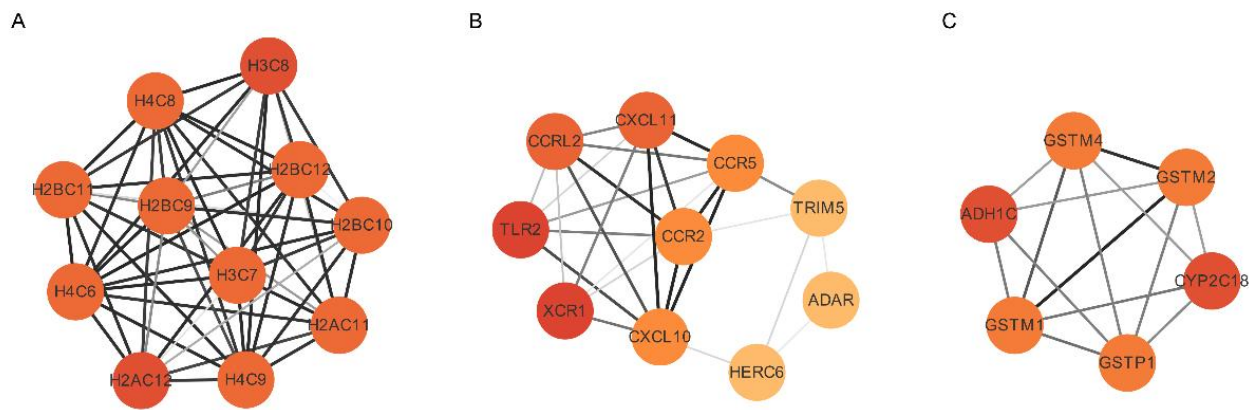 A
B
C
H3C8
H4C8
H2BC12
H2BC11
H2BC9
H2BC10
H3C7
H4C6
H2AC11
H2AC12
H4C9
CXCL11
CCRL2
CCR5
TRIM5
TLR2
CCR2
ADAR
XCR1
CXCL10
HERC6
GSTM4
GSTM2
ADH1C
CYP2C18
GSTM1
GSTP1